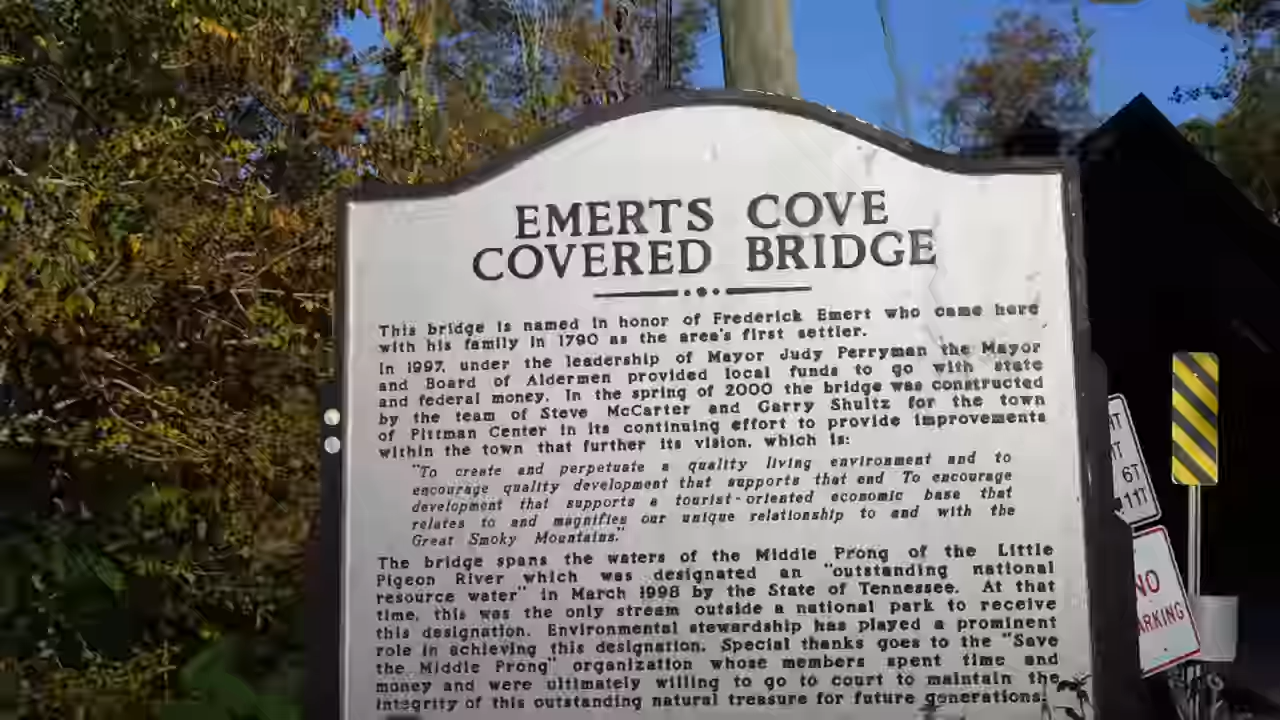 EMERTS COVE
COVERED BRIDGE
This bridge is named in honor of Frederick Emert who came here
with his family in 1790 as the area's first settler.
In 1997, under the leadership of Mayor Judy Perryman the Mayor
and Board of Aldermen provided local funds to go with state
and federal money. In the spring of 2000 the bridge was constructed
by the team of Steve McCarter and Garry Shultz for the town
of Pittman Center in its continuing effort to provide improvements
within the town that further its vision, which is:
"To create and perpetuate a quality living environment and to
encourage quality development that supports that end To encourage
development that supports a tourist-oriented economic base that
relates to and magnifies our unique relationship to and with the
Great Smoky Mountains."
The bridge spans the waters of the Middle Prong of the Little
Pigeon River which was designated an "outstanding national
resource water" in March 1998 by the State of Tennessee. At that
time, this was the only stream outside a national park to receive
this designation. Environmental stewardship has played a prominent
role in achieving this designation. Special thanks goes to the "Save
the Middle Prong" organization whose members spent time and
money and were ultimately willing to go to court to maintain the
integrity of this outstanding natural treasure for future generations.
6T
11T
NO
ARKING